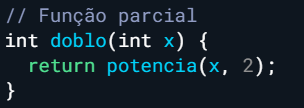 // Função parcial
int doblo(int x) {
  return potencia(x, 2);
}